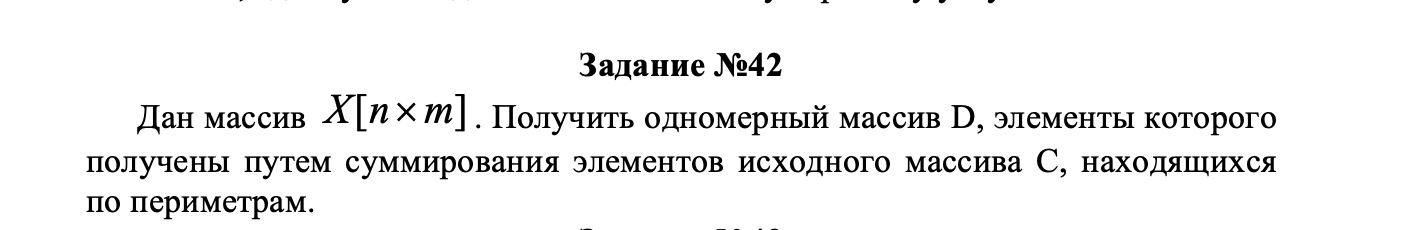 Задание №42
Дан массив X[n×m]. Получить одномерный массив D, элементы которого
получены путем суммирования элементов исходного массива С, находящихся
по периметрам.